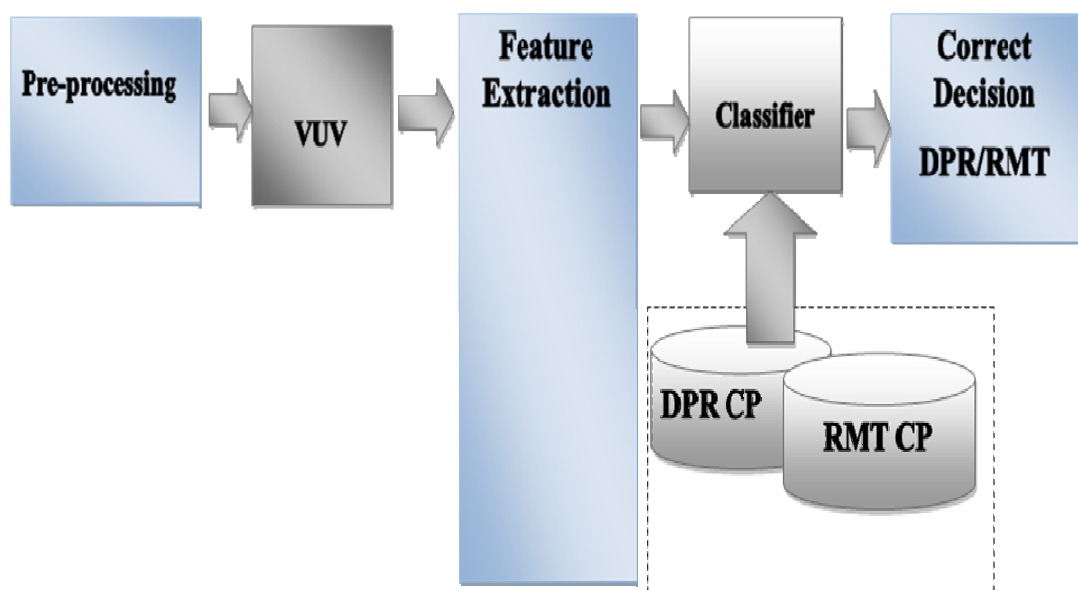 Pre-processing
VUV
Feature
Extraction
Classifier
Correct
Decision
DPR/RMT
DPR CP
RMT CP